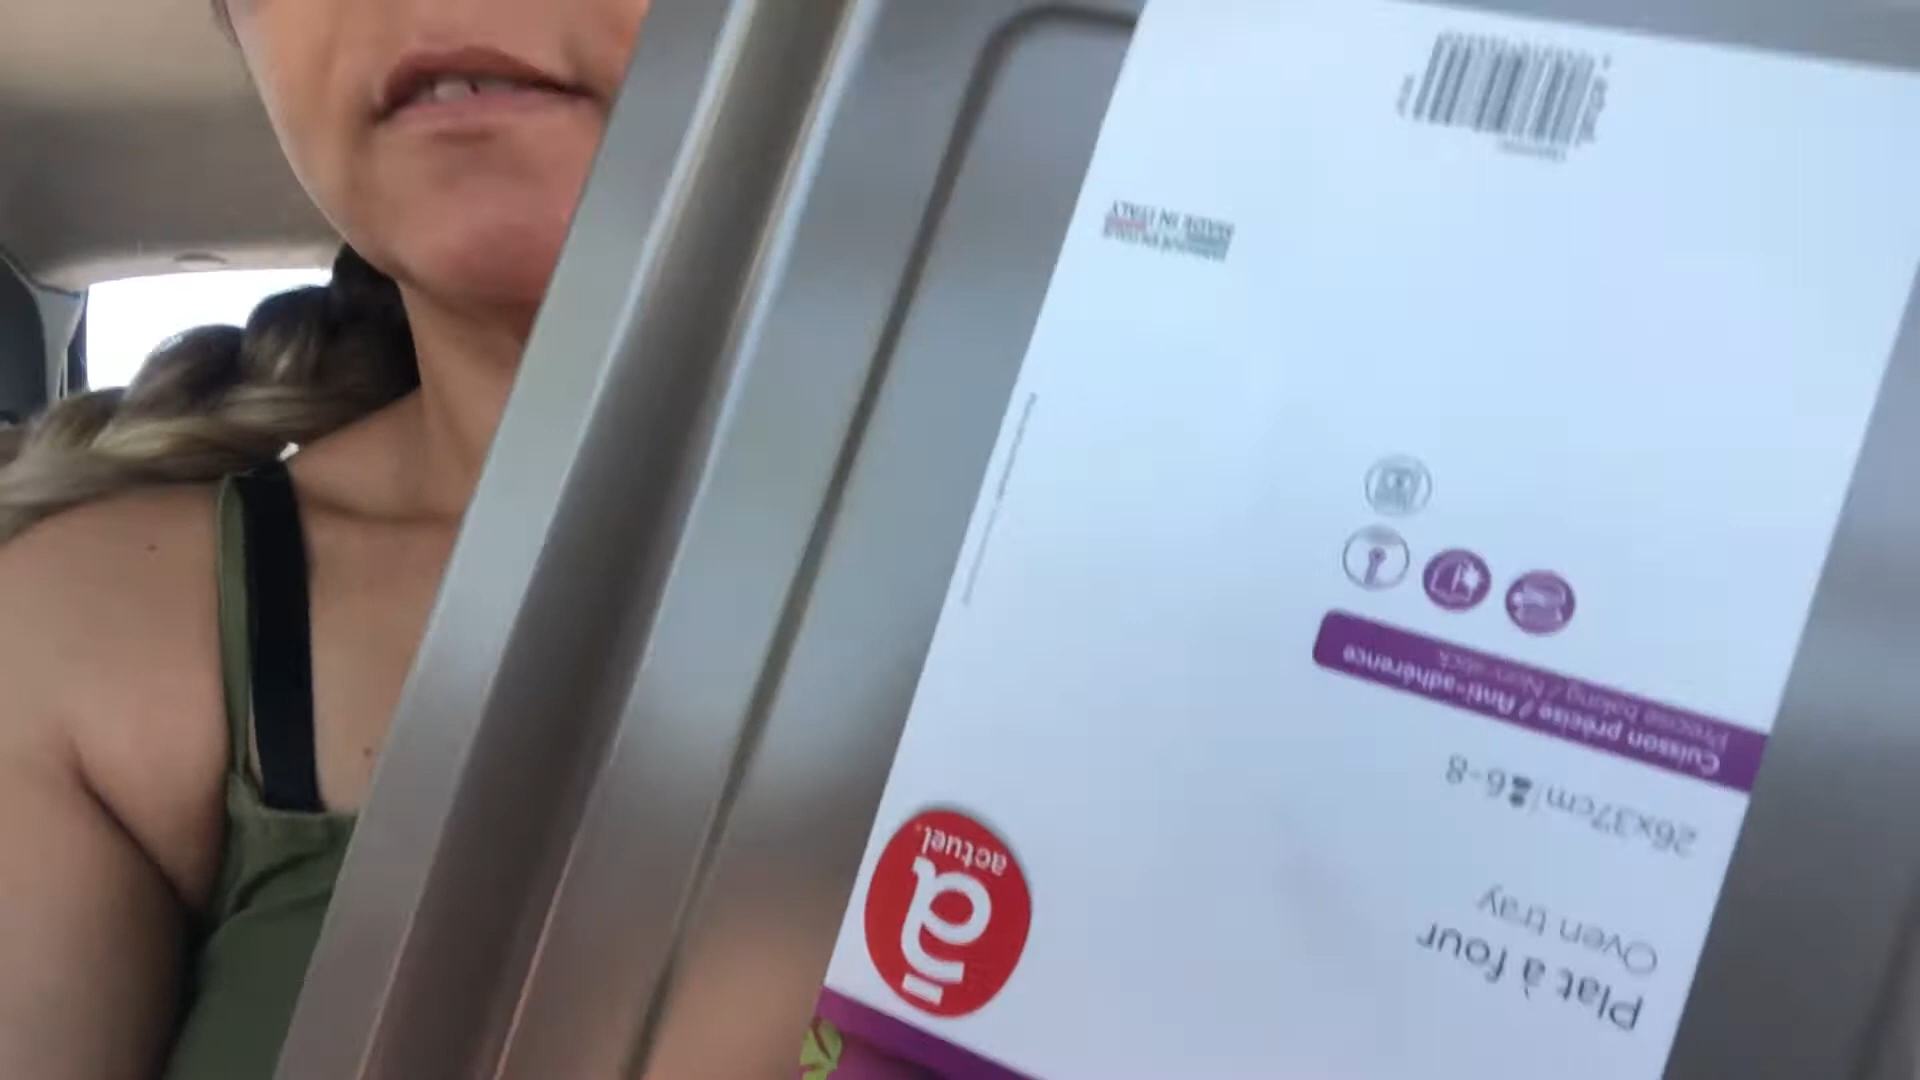 actuel
Plat à four
Oven tray
26x37cm/ 6-8
Cuisson précise / Anti-adhérence
Precise baking / Non-stick
MADE IN ITALY